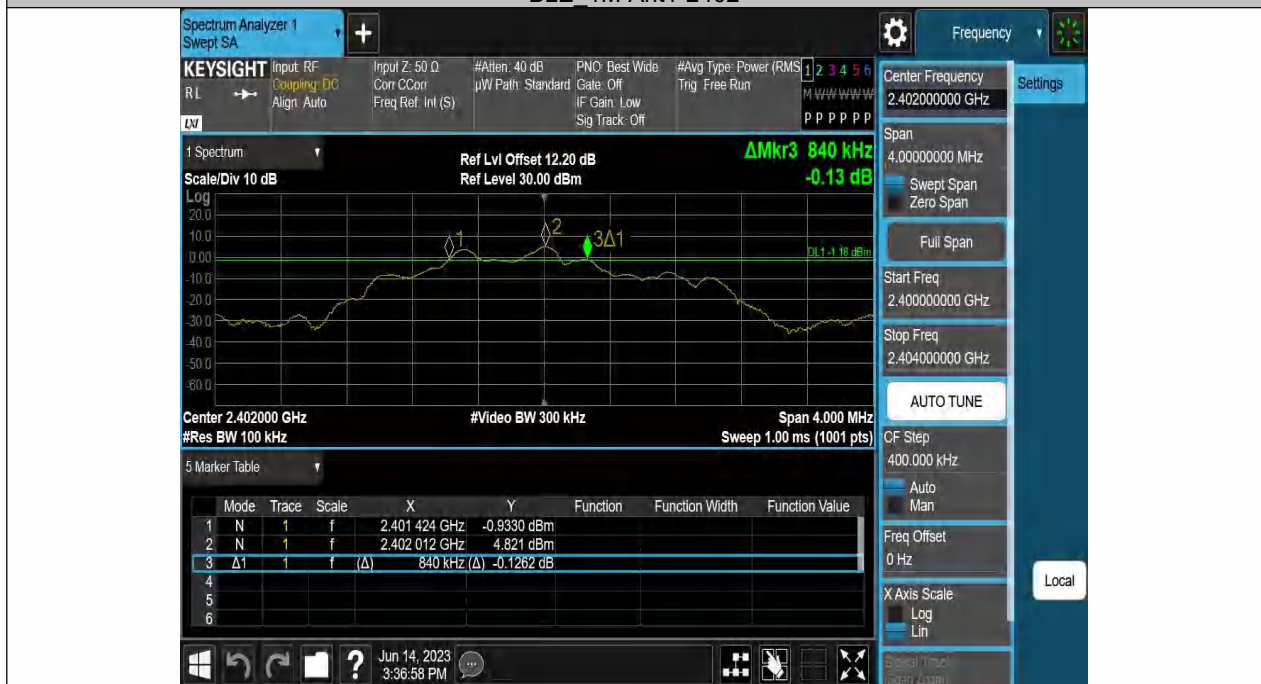 BLE_1M Ant1 2402
Spectrum Analyzer 1
Swept SA
+
Frequency
KEYSIGHT
RL
LXI
Input: RF
Coupling: DC
Align: Auto
Input Z: 50 Ω
Corr CCorr
Freq Ref: Int (S)
#Atten: 40 dB
µW Path: Standard
PNO: Best Wide
Gate: Off
IF Gain: Low
Sig Track: Off
#Avg Type: Power (RMS
Trig: Free Run
1 2 3 4 5 6
M W W W W W
P P P P P P
1 Spectrum
Scale/Div 10 dB
Ref Lvl Offset 12.20 dB
Ref Level 30.00 dBm
ΔMkr3 840 kHz
-0.13 dB
Log
20.0
10.0
0.00
-10.0
-20.0
-30.0
-40.0
-50.0
-60.0
1
2
3Δ1
DL1 -1.18 dBm
Center 2.402000 GHz
#Video BW 300 kHz
Span 4.000 MHz
#Res BW 100 kHz
Sweep 1.00 ms (1001 pts)
5 Marker Table
Mode Trace Scale X Y Function Function Width Function Value
1 N 1 f 2.401 424 GHz -0.9330 dBm
2 N 1 f 2.402 012 GHz 4.821 dBm
3 Δ1 1 f (Δ) 840 kHz (Δ) -0.1262 dB
4
5
6
?
Jun 14, 2023
3:36:58 PM
Center Frequency
2.402000000 GHz
Settings
Span
4.00000000 MHz
Swept Span
Zero Span
Full Span
Start Freq
2.400000000 GHz
Stop Freq
2.404000000 GHz
AUTO TUNE
CF Step
400.000 kHz
Auto
Man
Freq Offset
0 Hz
X Axis Scale
Log
Lin
Local